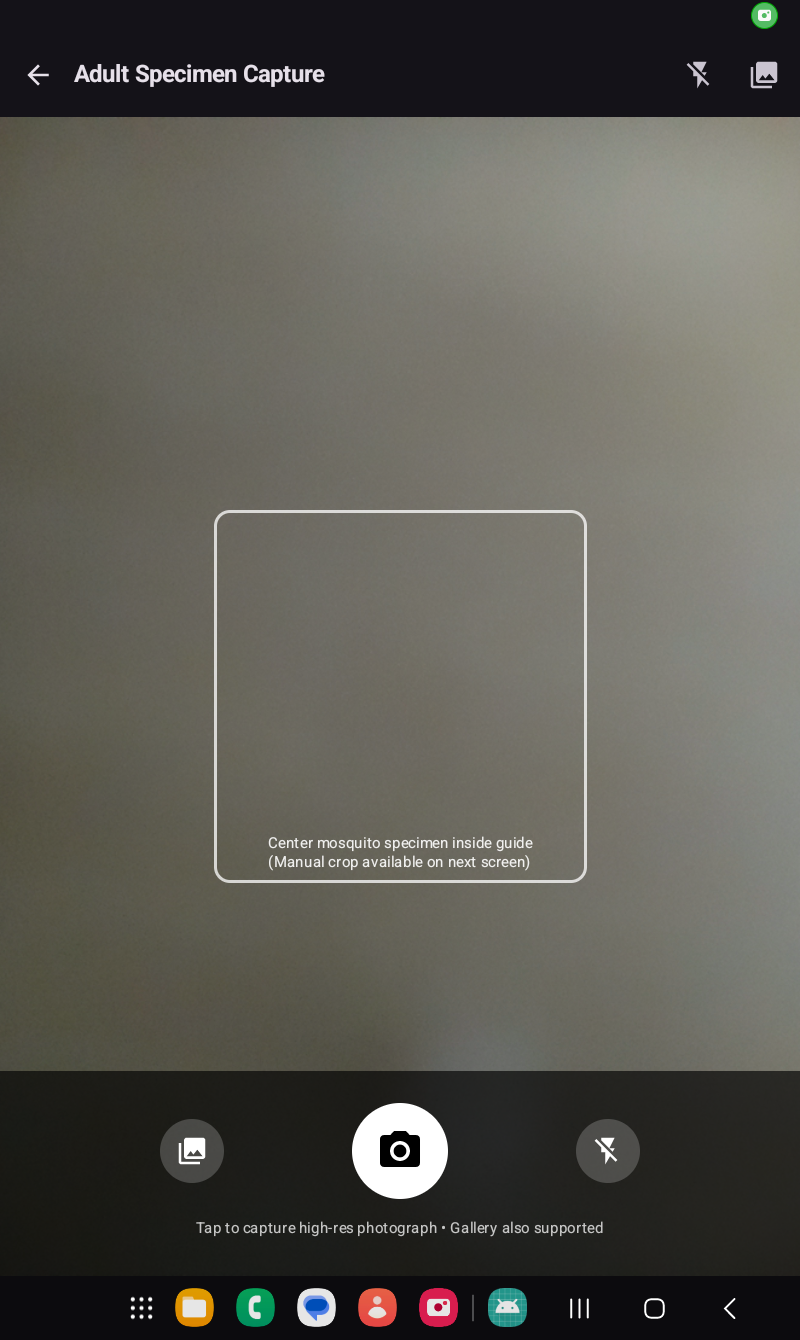 Adult Specimen Capture
Center mosquito specimen inside guide
(Manual crop available on next screen)
Tap to capture high-res photograph • Gallery also supported